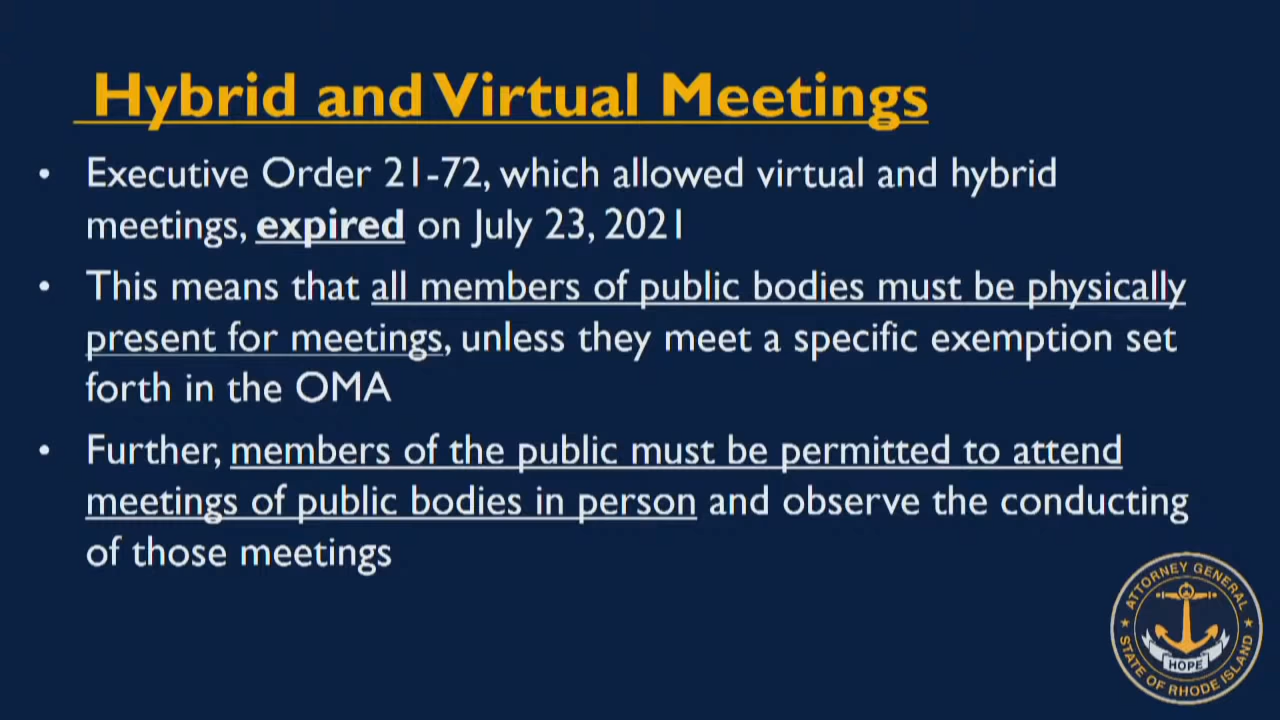 Hybrid and Virtual Meetings
• Executive Order 21-72, which allowed virtual and hybrid
meetings, expired on July 23, 2021
• This means that all members of public bodies must be physically
present for meetings, unless they meet a specific exemption set
forth in the OMA
• Further, members of the public must be permitted to attend
meetings of public bodies in person and observe the conducting
of those meetings
ATTORNEY GENERAL
HOPE
STATE OF RHODE ISLAND